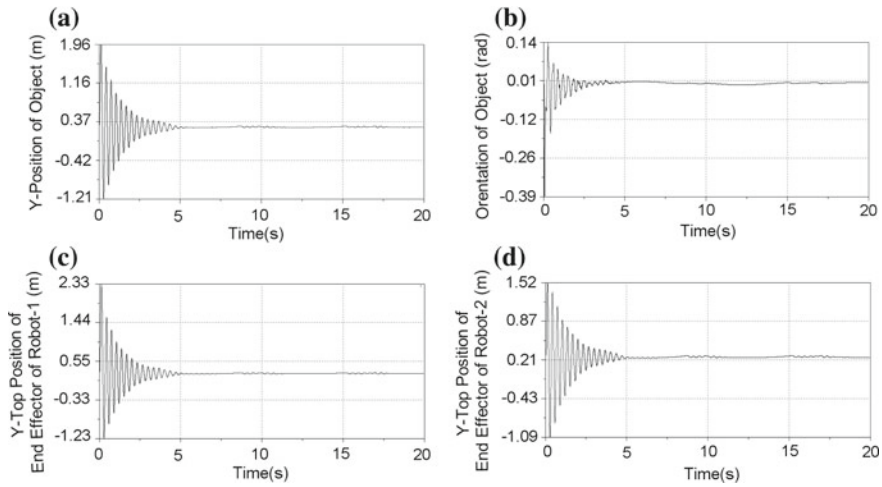 (a)
Y-Position of Object (m)
1.96
1.16
0.37
-0.42
-1.21
0
5
10
15
20
Time(s)
(b)
Orentation of Object (rad)
0.14
0.01
-0.12
-0.26
-0.39
0
5
10
15
20
Time(s)
(c)
Y-Top Position of
End Effector of Robot-1 (m)
2.33
1.44
0.55
-0.33
-1.23
0
5
10
15
20
Time(s)
(d)
Y-Top Position of
End Effector of Robot-2 (m)
1.52
0.87
0.21
-0.43
-1.09
0
5
10
15
20
Time(s)